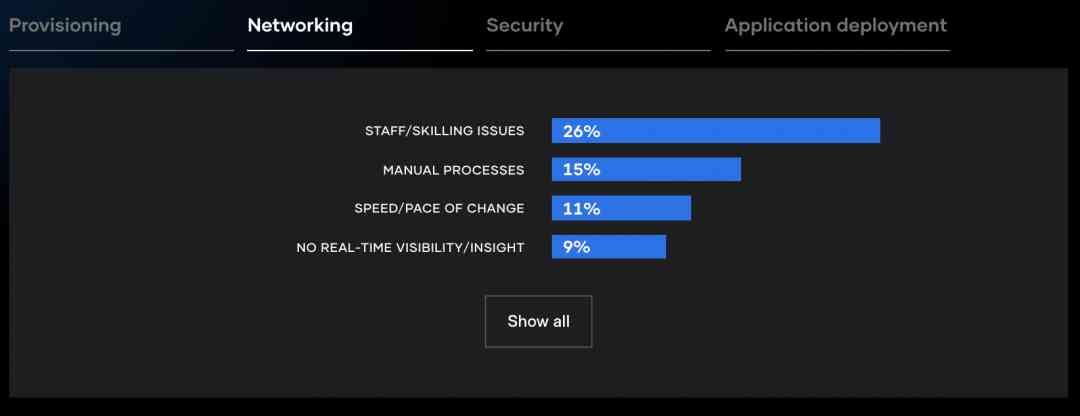 Provisioning Networking Security Application deployment
STAFF/SKILLING ISSUES 26%
MANUAL PROCESSES 15%
SPEED/PACE OF CHANGE 11%
NO REAL-TIME VISIBILITY/INSIGHT 9%
Show all